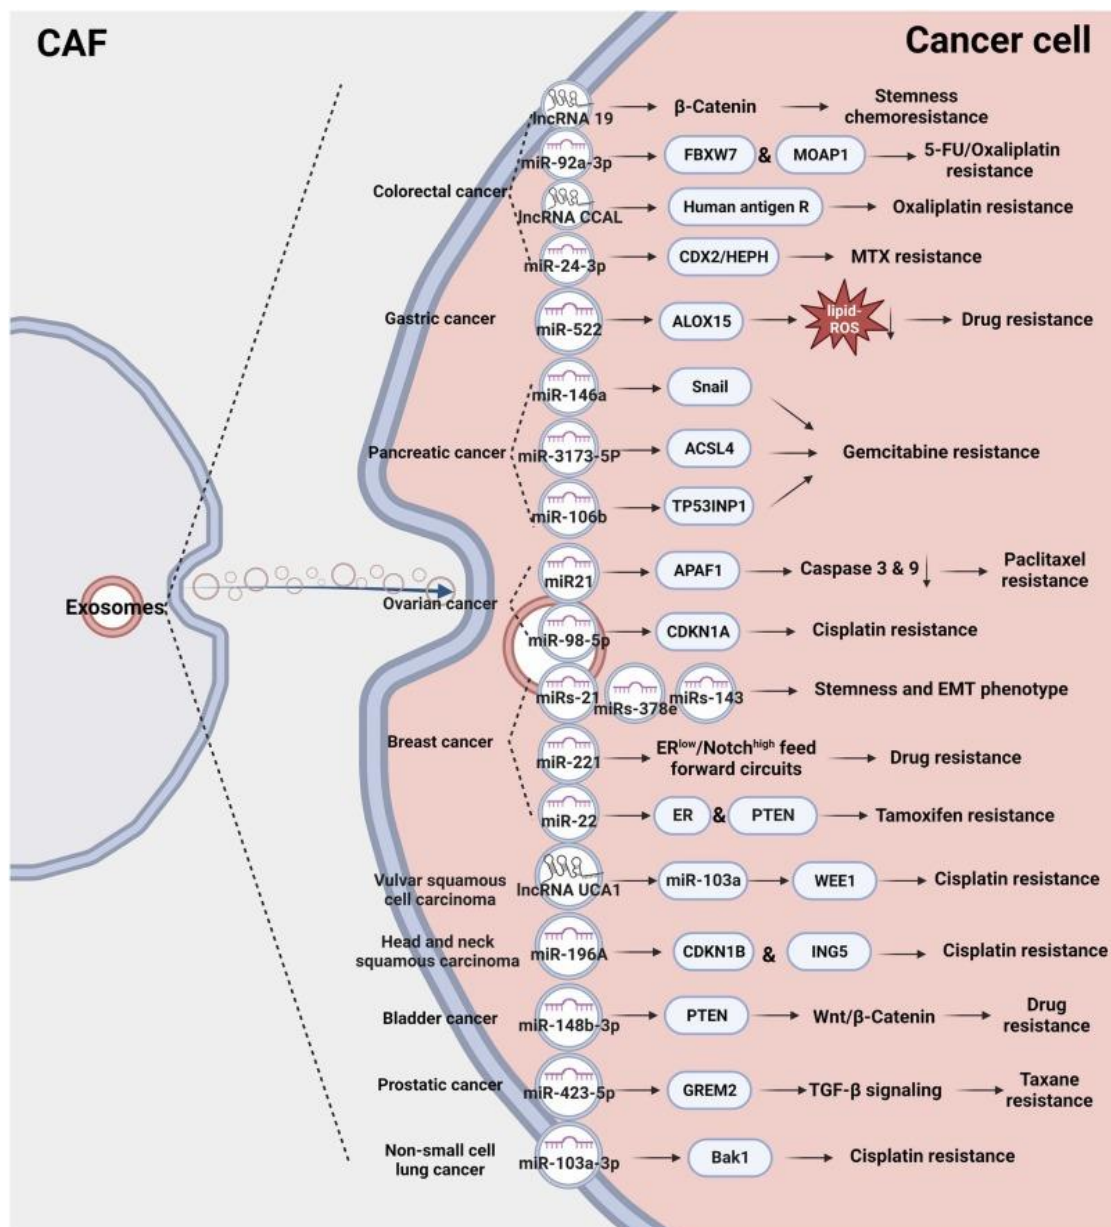 CAF
Cancer cell
Exosomes
Colorectal cancer
lncRNA 19
β-Catenin
Stemness
chemoresistance
miR-92a-3p
FBXW7 & MOAP1
5-FU/Oxaliplatin
resistance
lncRNA CCAL
Human antigen R
Oxaliplatin resistance
miR-24-3p
CDX2/HEPH
MTX resistance
Gastric cancer
miR-522
ALOX15
lipid-
ROS
Drug resistance
Pancreatic cancer
miR-146a
Snail
miR-3173-5P
ACSL4
miR-106b
TP53INP1
Gemcitabine resistance
Ovarian cancer
miR21
APAF1
Caspase 3 & 9
Paclitaxel
resistance
miR-98-5p
CDKN1A
Cisplatin resistance
Breast cancer
miRs-21
miRs-378e
miRs-143
Stemness and EMT phenotype
miR-221
ERlow/Notchhigh feed
forward circuits
Drug resistance
miR-22
ER & PTEN
Tamoxifen resistance
Vulvar squamous
cell carcinoma
lncRNA UCA1
miR-103a
WEE1
Cisplatin resistance
Head and neck
squamous carcinoma
miR-196A
CDKN1B & ING5
Cisplatin resistance
Bladder cancer
miR-148b-3p
PTEN
Wnt/β-Catenin
Drug
resistance
Prostatic cancer
miR-423-5p
GREM2
TGF-β signaling
Taxane
resistance
Non-small cell
lung cancer
miR-103a-3p
Bak1
Cisplatin resistance